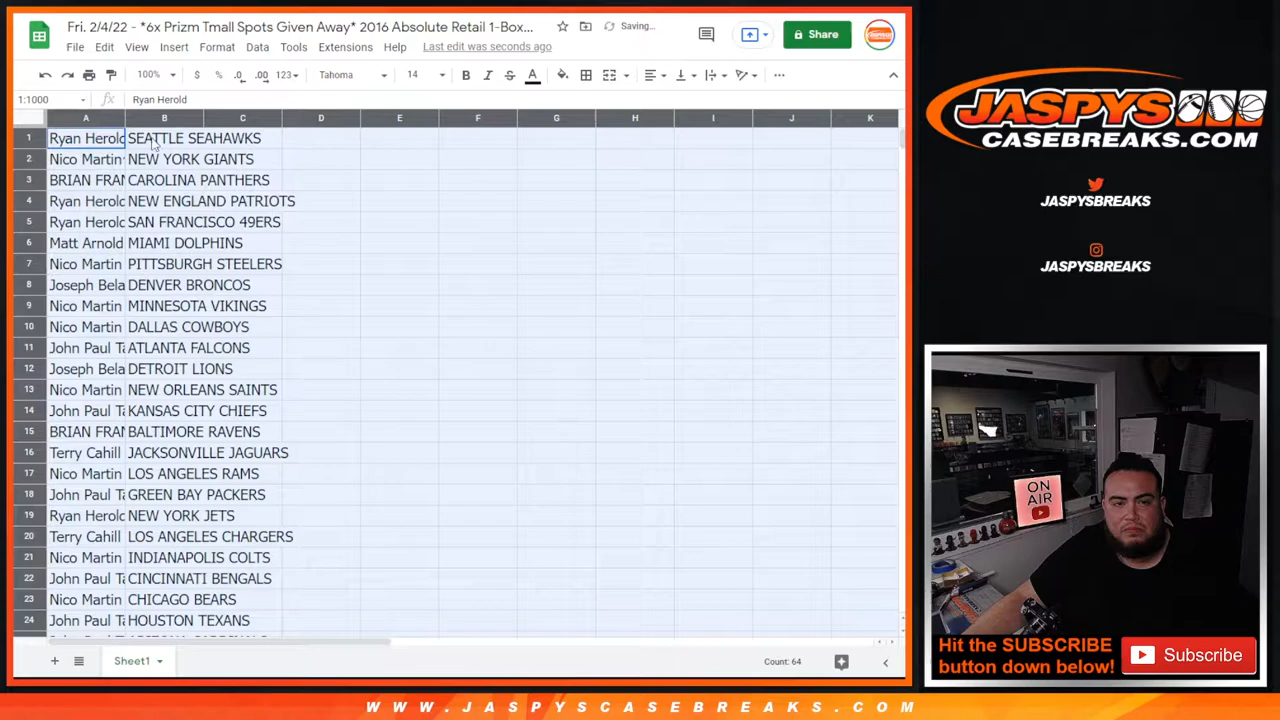 Fri. 2/4/22 - *6x Prizm Tmall Spots Given Away* 2016 Absolute Retail 1-Box...
Saving...
Share
File Edit View Insert Format Data Tools Extensions Help Last edit was seconds ago
100% $ % .0 .00 123 Tahoma 14 B I S A
1:1000 fx Ryan Herold
A B C D E F G H I J K
1 Ryan Herold SEATTLE SEAHAWKS
2 Nico Martin NEW YORK GIANTS
3 BRIAN FRAN CAROLINA PANTHERS
4 Ryan Herold NEW ENGLAND PATRIOTS
5 Ryan Herold SAN FRANCISCO 49ERS
6 Matt Arnold MIAMI DOLPHINS
7 Nico Martin PITTSBURGH STEELERS
8 Joseph Bela DENVER BRONCOS
9 Nico Martin MINNESOTA VIKINGS
10 Nico Martin DALLAS COWBOYS
11 John Paul Ta ATLANTA FALCONS
12 Joseph Bela DETROIT LIONS
13 Nico Martin NEW ORLEANS SAINTS
14 John Paul Ta KANSAS CITY CHIEFS
15 BRIAN FRAN BALTIMORE RAVENS
16 Terry Cahill JACKSONVILLE JAGUARS
17 Nico Martin LOS ANGELES RAMS
18 John Paul Ta GREEN BAY PACKERS
19 Ryan Herold NEW YORK JETS
20 Terry Cahill LOS ANGELES CHARGERS
21 Nico Martin INDIANAPOLIS COLTS
22 John Paul Ta CINCINNATI BENGALS
23 Nico Martin CHICAGO BEARS
24 John Paul Ta HOUSTON TEXANS
Sheet1
Count: 64
JASPYS
CASEBREAKS.COM
JASPYSBREAKS
JASPYSBREAKS
ON
AIR
Hit the SUBSCRIBE
button down below!
Subscribe
WWW.JASPYSCASEBREAKS.COM